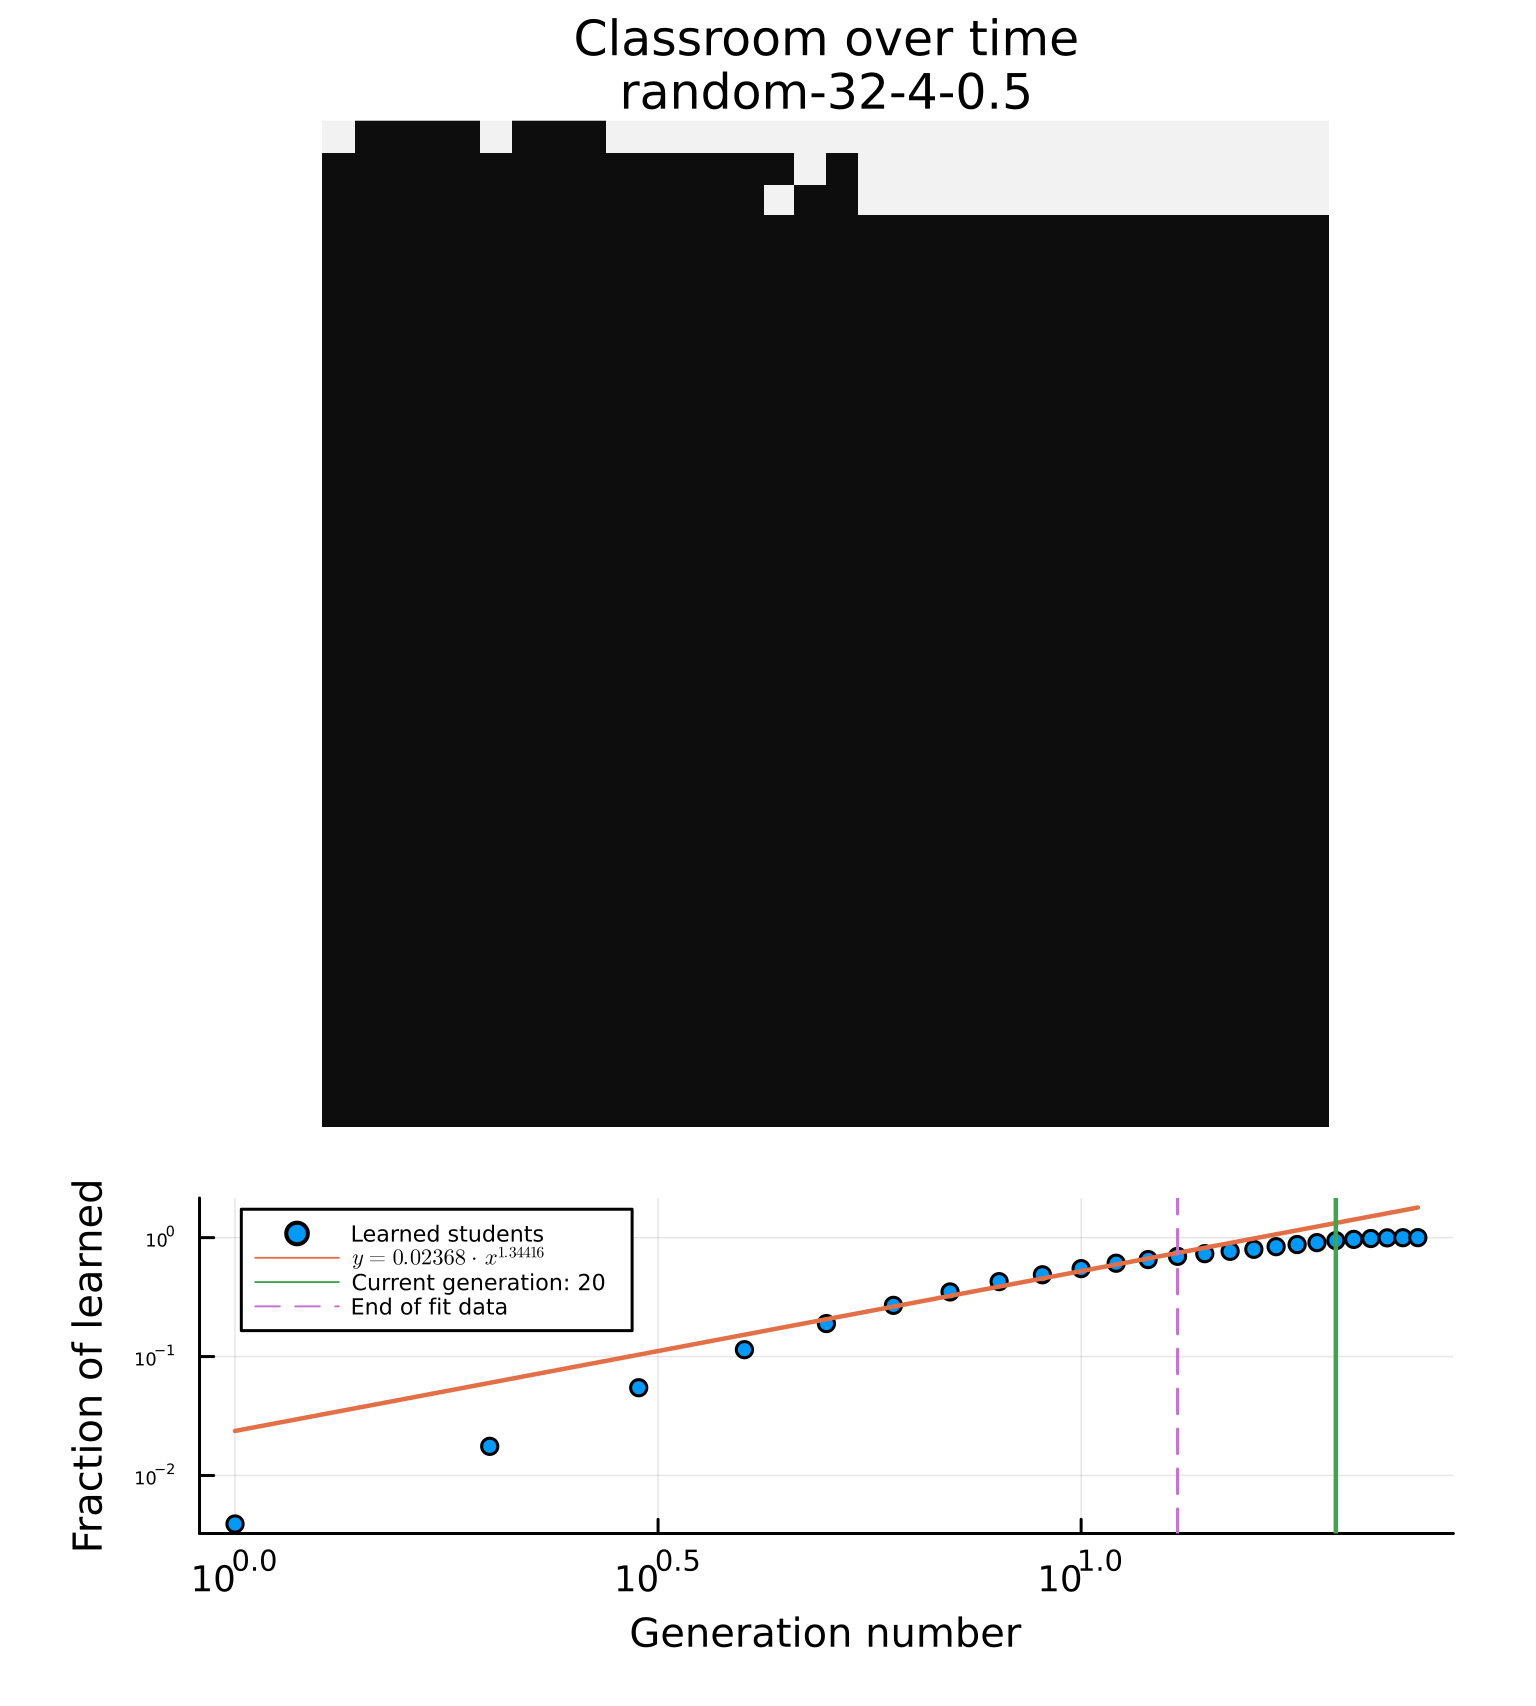 Classroom over time
random-32-4-0.5
Fraction of learned
10⁰
10⁻¹
10⁻²
Learned students
y = 0.02368 · x^1.34416
Current generation: 20
End of fit data
10^0.0
10^0.5
10^1.0
Generation number